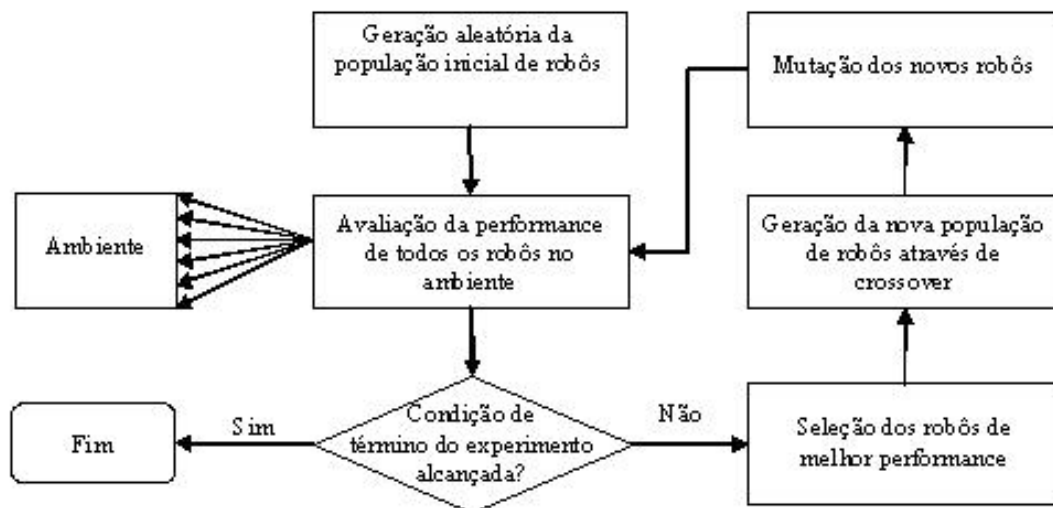 Geração aleatória da
população inicial de robôs
Mutação dos novos robôs
Ambiente
Avaliação da performance
de todos os robôs no
ambiente
Geração da nova população
de robôs através de
crossover
Fim
Sim
Condição de
término do experimento
alcançada?
Não
Seleção dos robôs de
melhor performance